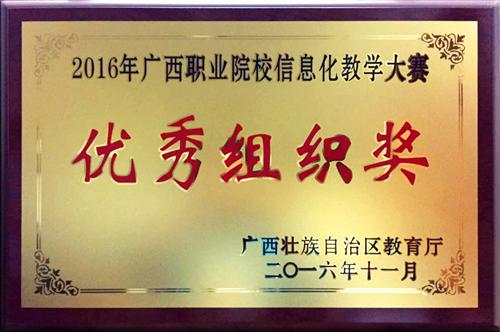 2016年广西职业院校信息化教学大赛
优秀组织奖
广西壮族自治区教育厅
二〇一六年十一月